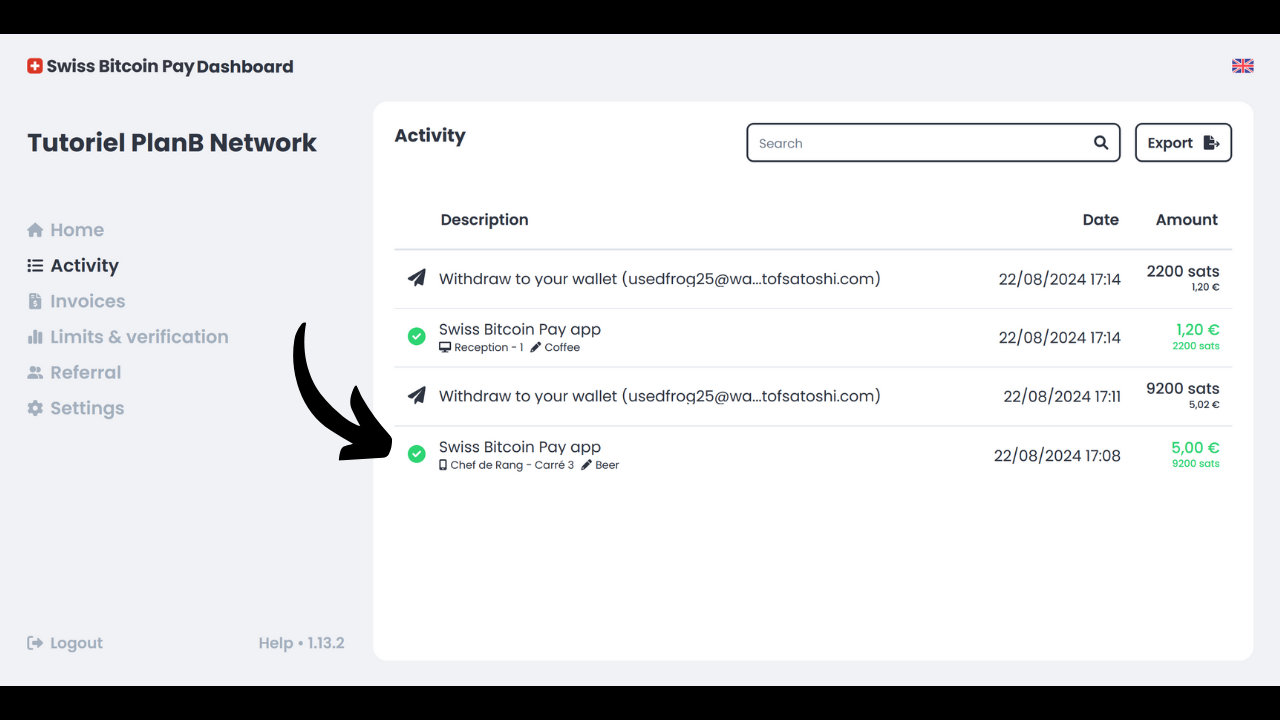 Swiss Bitcoin Pay Dashboard
Tutoriel PlanB Network
Home
Activity
Invoices
Limits & verification
Referral
Settings
Logout
Help • 1.13.2
Activity
Search
Export
Description Date Amount
Withdraw to your wallet (usedfrog25@wa...tofsatoshi.com) 22/08/2024 17:14 2200 sats
1,20 €
Swiss Bitcoin Pay app 22/08/2024 17:14 1,20 €
Reception - 1 Coffee 2200 sats
Withdraw to your wallet (usedfrog25@wa...tofsatoshi.com) 22/08/2024 17:11 9200 sats
5,02 €
Swiss Bitcoin Pay app 22/08/2024 17:08 5,00 €
Chef de Rang - Carré 3 Beer 9200 sats